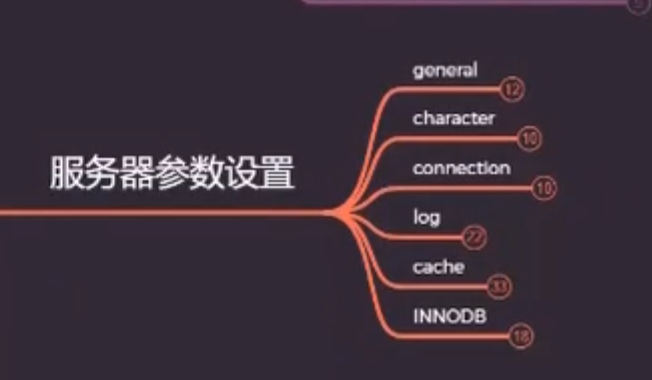 general
12
character
10
服务器参数设置
connection
10
log
22
cache
33
INNODB
18